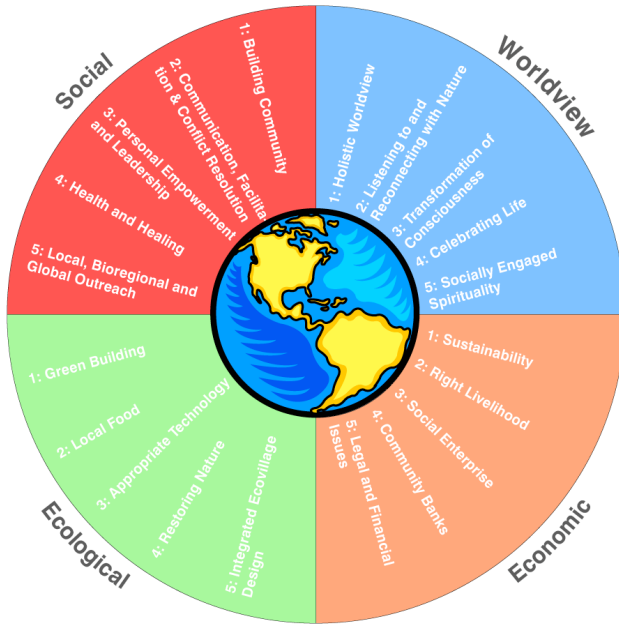 Social
1: Building Community
2: Communication, Facilita
tion & Conflict Resolution
3: Personal Empowerment
and Leadership
4: Health and Healing
5: Local, Bioregional and
Global Outreach
Worldview
1: Holistic Worldview
2: Listening to and
Reconnecting with Nature
3: Transformation of
Consciousness
4: Celebrating Life
5: Socially Engaged
Spirituality
Ecological
1: Green Building
2: Local Food
3: Appropriate Technology
4: Restoring Nature
5: Integrated Ecovillage
Design
Economic
1: Sustainability
2: Right Livelihood
3: Social Enterprise
4: Community Banks
5: Legal and Financial
Issues